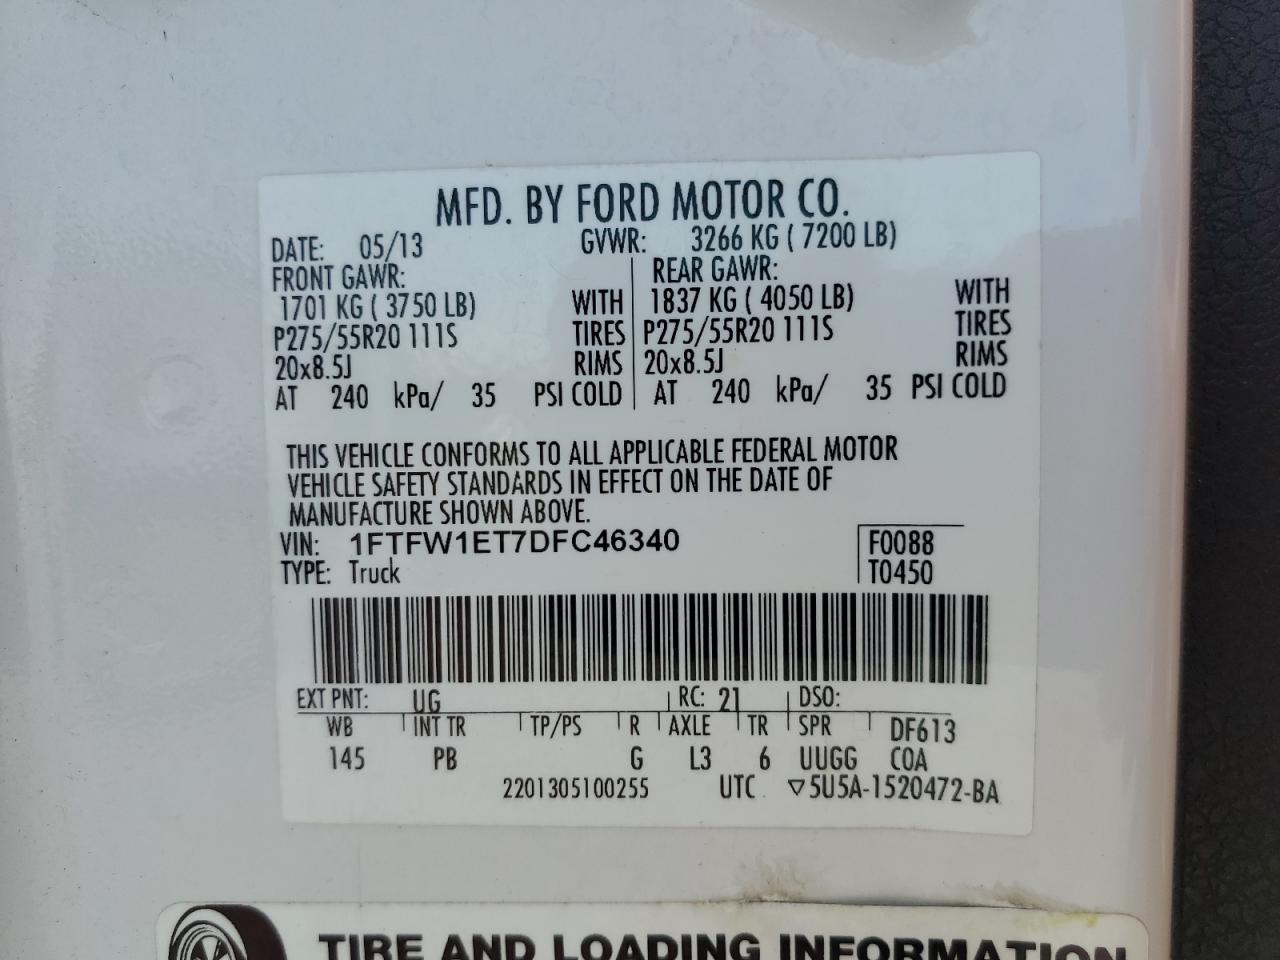 MFD. BY FORD MOTOR CO.
DATE: 05/13 GVWR: 3266 KG ( 7200 LB)
FRONT GAWR: REAR GAWR:
1701 KG ( 3750 LB) WITH 1837 KG ( 4050 LB) WITH
P275/55R20 111S TIRES P275/55R20 111S TIRES
20x8.5J RIMS 20x8.5J RIMS
AT 240 kPa/ 35 PSI COLD AT 240 kPa/ 35 PSI COLD
THIS VEHICLE CONFORMS TO ALL APPLICABLE FEDERAL MOTOR
VEHICLE SAFETY STANDARDS IN EFFECT ON THE DATE OF
MANUFACTURE SHOWN ABOVE.
VIN: 1FTFW1ET7DFC46340 F0088
TYPE: Truck T0450
EXT PNT: UG RC: 21 DSO:
WB INT TR TP/PS R AXLE TR SPR DF613
145 PB G L3 6 UUGG COA
2201305100255 UTC ▽5U5A-1520472-BA
TIRE AND LOADING INFORMATION